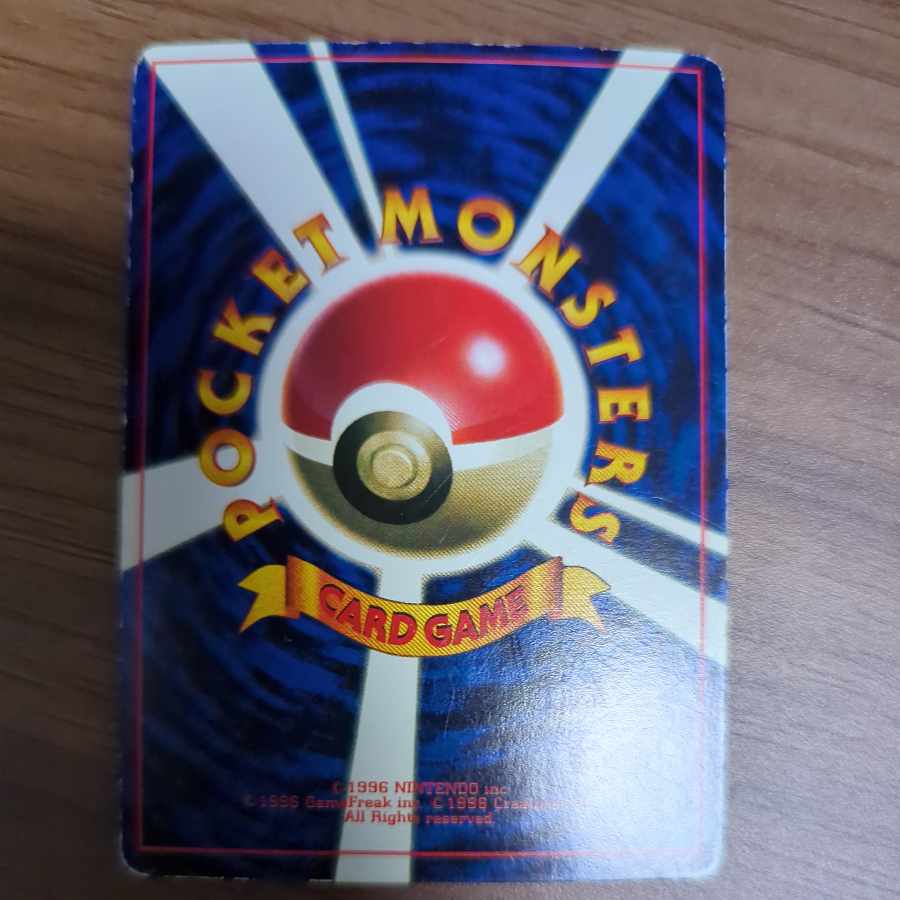 POCKET MONSTERS
CARD GAME
©1996 NINTENDO inc.
©1996 GameFreak inc. ©1996
All Rights reserved.